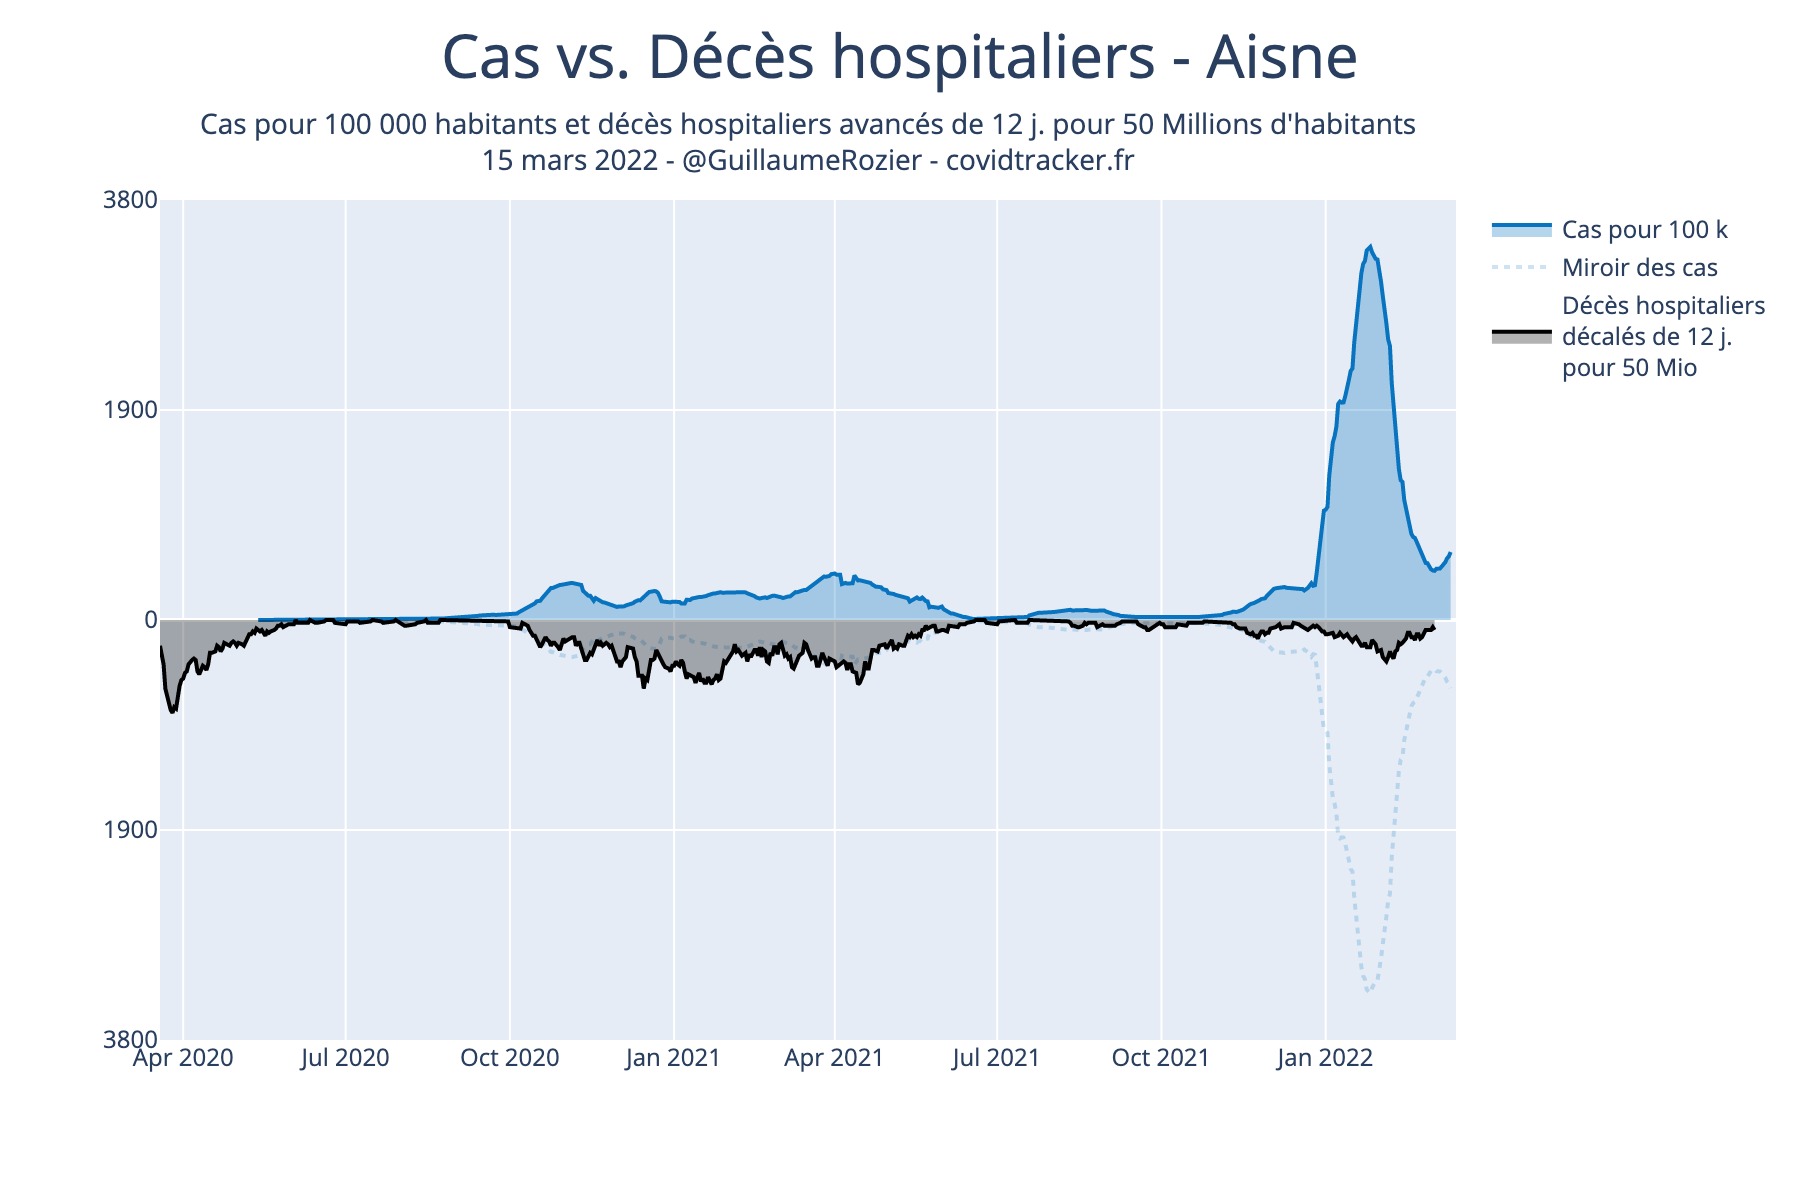 Cas vs. Décès hospitaliers - Aisne
Cas pour 100 000 habitants et décès hospitaliers avancés de 12 j. pour 50 Millions d'habitants
15 mars 2022 - @GuillaumeRozier - covidtracker.fr
3800
1900
0
1900
3800
Apr 2020
Jul 2020
Oct 2020
Jan 2021
Apr 2021
Jul 2021
Oct 2021
Jan 2022
Cas pour 100 k
Miroir des cas
Décès hospitaliers
décalés de 12 j.
pour 50 Mio